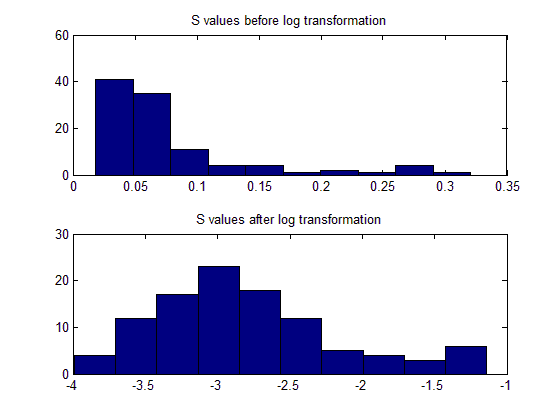 S values before log transformation
60
40
20
0
0 0.05 0.1 0.15 0.2 0.25 0.3 0.35
S values after log transformation
30
20
10
0
-4 -3.5 -3 -2.5 -2 -1.5 -1